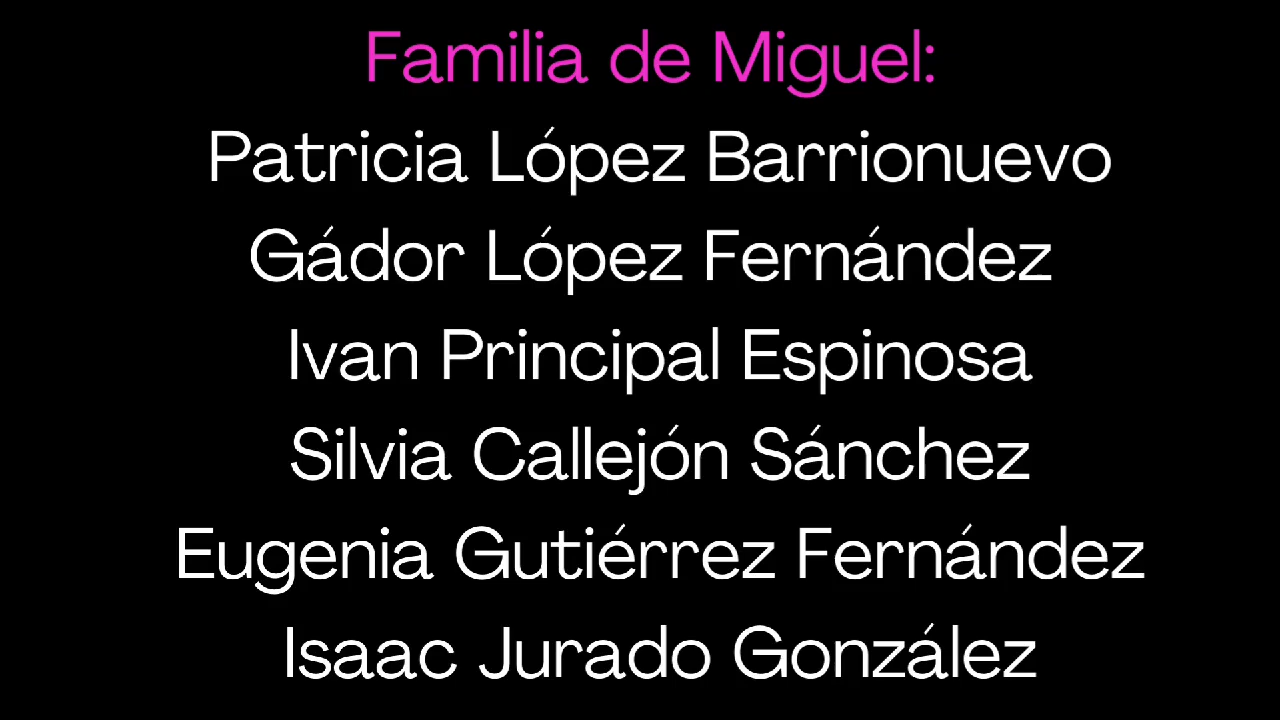 Familia de Miguel:
Patricia López Barrionuevo
Gádor López Fernández
Ivan Principal Espinosa
Silvia Callejón Sánchez
Eugenia Gutiérrez Fernández
Isaac Jurado González